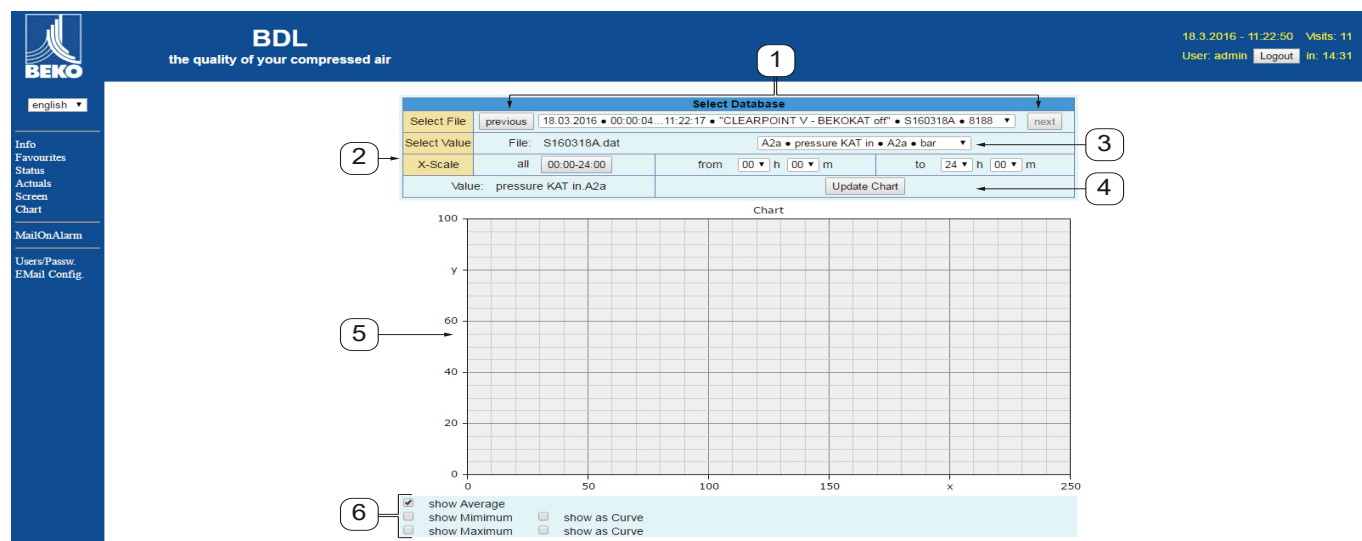 BEKO
BDL
the quality of your compressed air
18.3.2016 - 11:22:50 Visits: 11
User: admin Logout in: 14:31
english
Info
Favourites
Status
Actuals
Screen
Chart
MailOnAlarm
Users/Passw.
EMail Config.
1
Select Database
Select File previous 18.03.2016 ● 00:00:04...11:22:17 ● "CLEARPOINT V - BEKOKAT off" ● S160318A ● 8188 next
2
Select Value File: S160318A.dat A2a ● pressure KAT in ● A2a ● bar
3
X-Scale all 00:00-24:00 from 00 h 00 m to 24 h 00 m
Value: pressure KAT in.A2a Update Chart
4
Chart
100
y
60
40
20
0
5
0 50 100 150 x 250
6
show Average
show Mimimum show as Curve
show Maximum show as Curve